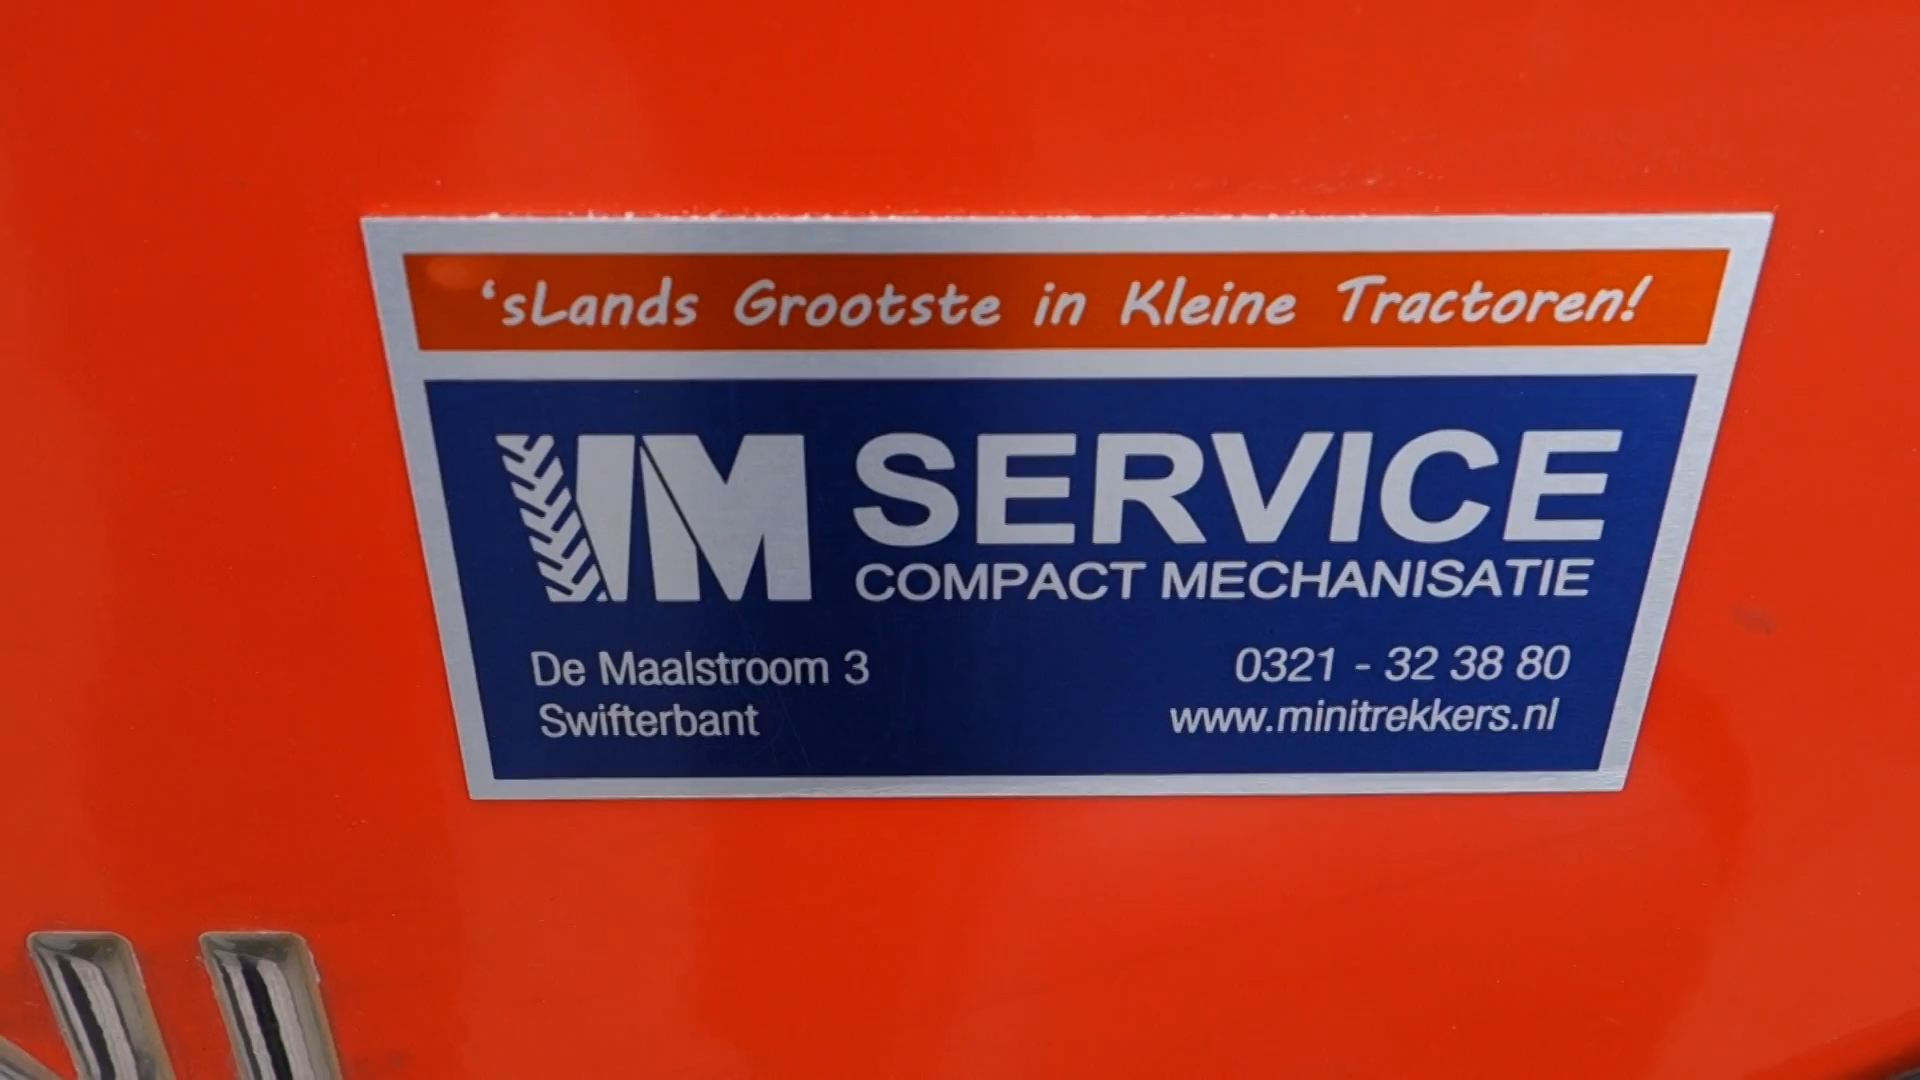 ‘sLands Grootste in Kleine Tractoren!
VM SERVICE
COMPACT MECHANISATIE
De Maalstroom 3
0321 - 32 38 80
Swifterbant
www.minitrekkers.nl